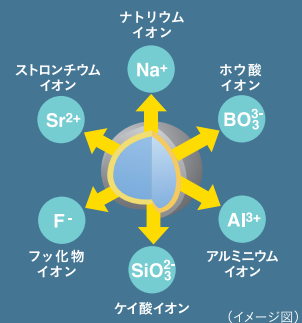 ナトリウム
イオン
Na+
ストロンチウム
イオン
Sr2+
ホウ酸
イオン
BO3 3-
F-
フッ化物
イオン
Al3+
アルミニウム
イオン
SiO3 2-
ケイ酸イオン
（イメージ図）